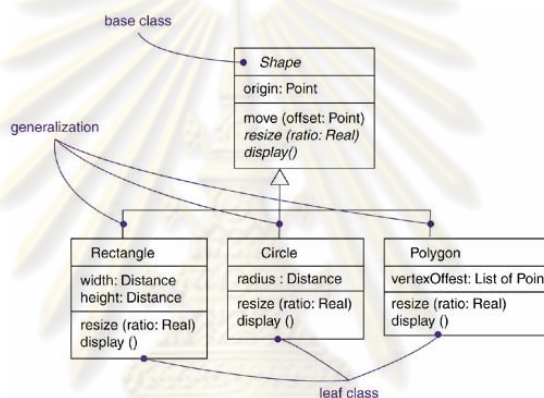 base class
Shape
origin: Point
move (offset: Point)
resize (ratio: Real)
display()
generalization
Rectangle
width: Distance
height: Distance
resize (ratio: Real)
display ()
Circle
radius : Distance
resize (ratio: Real)
display ()
Polygon
vertexOffest: List of Poin
resize (ratio: Real)
display ()
leaf class